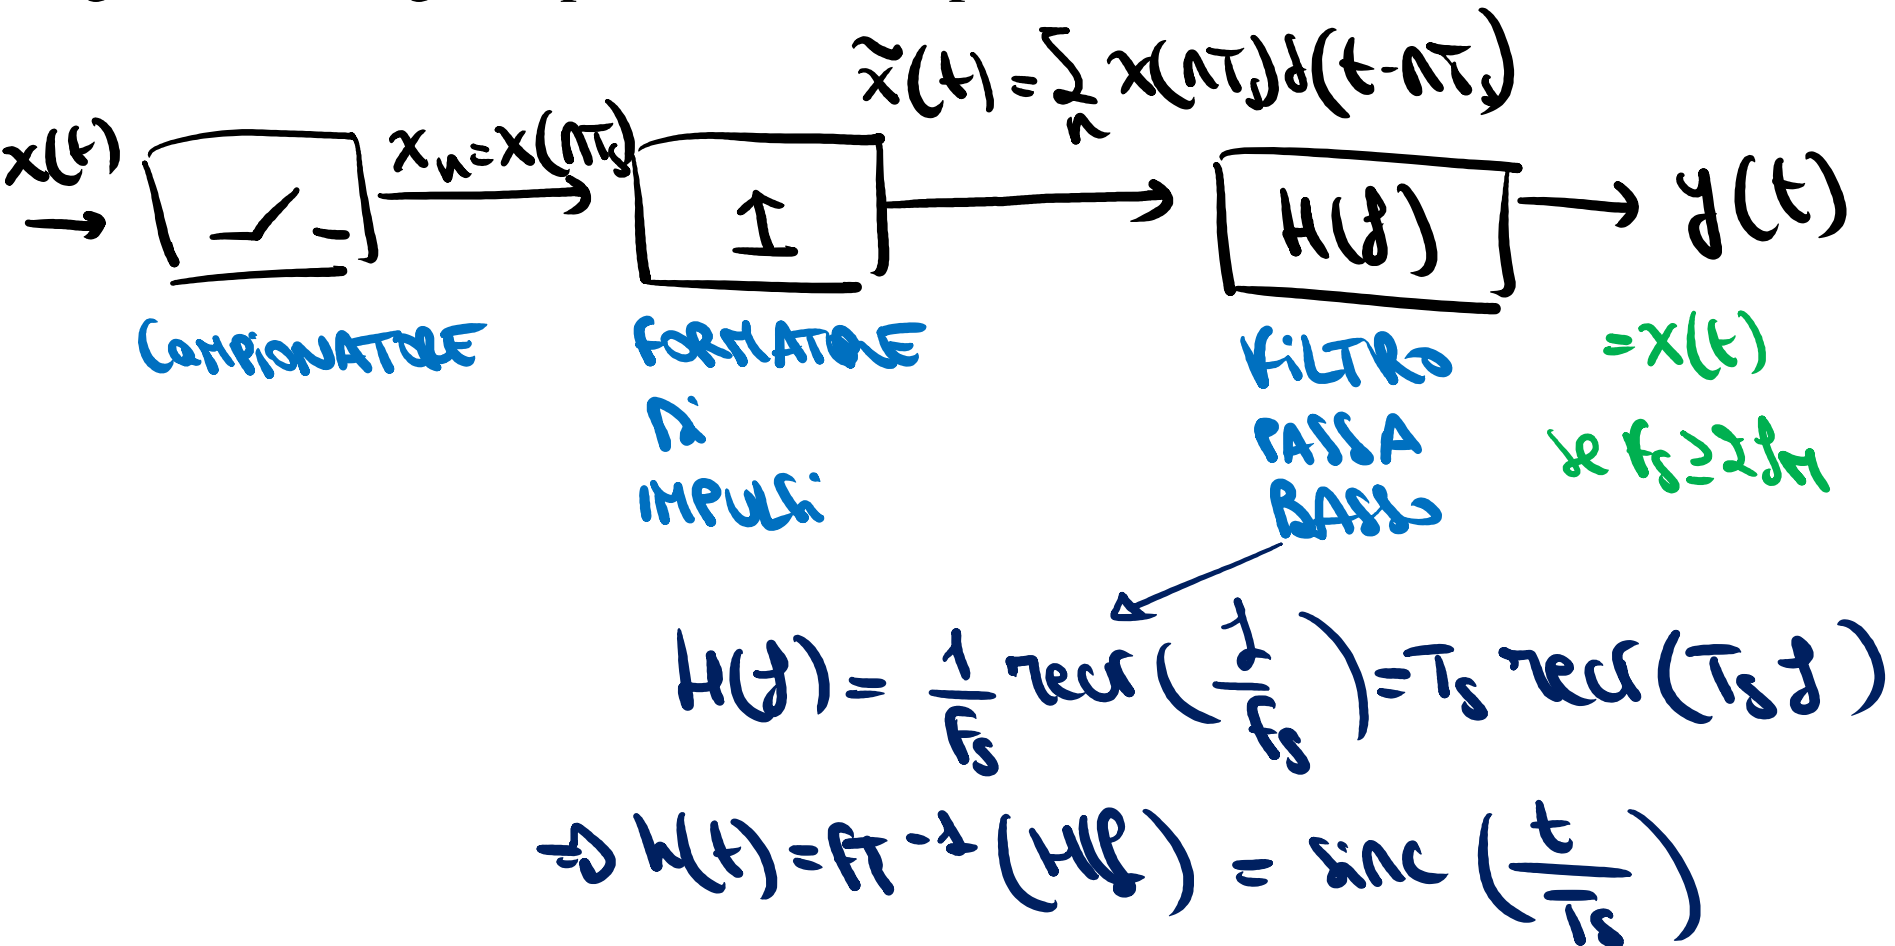 x̃(t) = ∑ₙ x(nTₛ)δ(t-nTₛ)
x(t) xₙ=x(nTₛ) H(f) y(t)
CAMPIONATORE FORMATORE FILTRO =x(t)
DI PASSA se Fₛ≥2fM
IMPULSI BASSO
H(f) = 1/Fₛ rect(f/Fₛ) = Tₛ rect(Tₛ f)
⇒ h(t) = FT⁻¹(H(f)) = sinc(t/Tₛ)